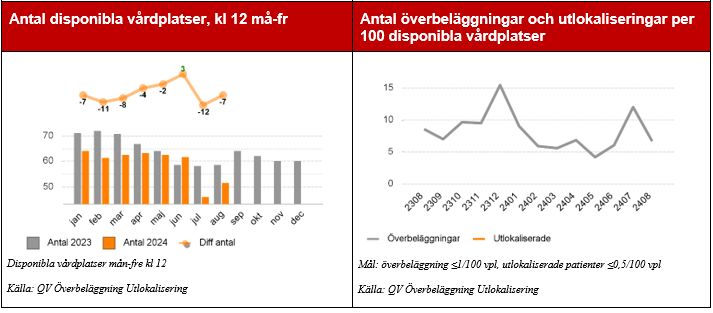 Antal disponibla vårdplatser, kl 12 må-fr
3
-7
-11
-8
-4
-2
-12
-7
70
60
50
jan
feb
mar
apr
maj
jun
jul
aug
sep
okt
nov
dec
Antal 2023
Antal 2024
Diff antal
Disponibla vårdplatser mån-fre kl 12
Källa: QV Överbeläggning Utlokalisering
Antal överbeläggningar och utlokaliseringar per
100 disponibla vårdplatser
15
10
5
0
2308
2309
2310
2311
2312
2401
2402
2403
2404
2405
2406
2407
2408
Överbeläggningar
Utlokaliserade
Mål: överbeläggning ≤1/100 vpl, utlokaliserade patienter ≤0,5/100 vpl
Källa: QV Överbeläggning Utlokalisering